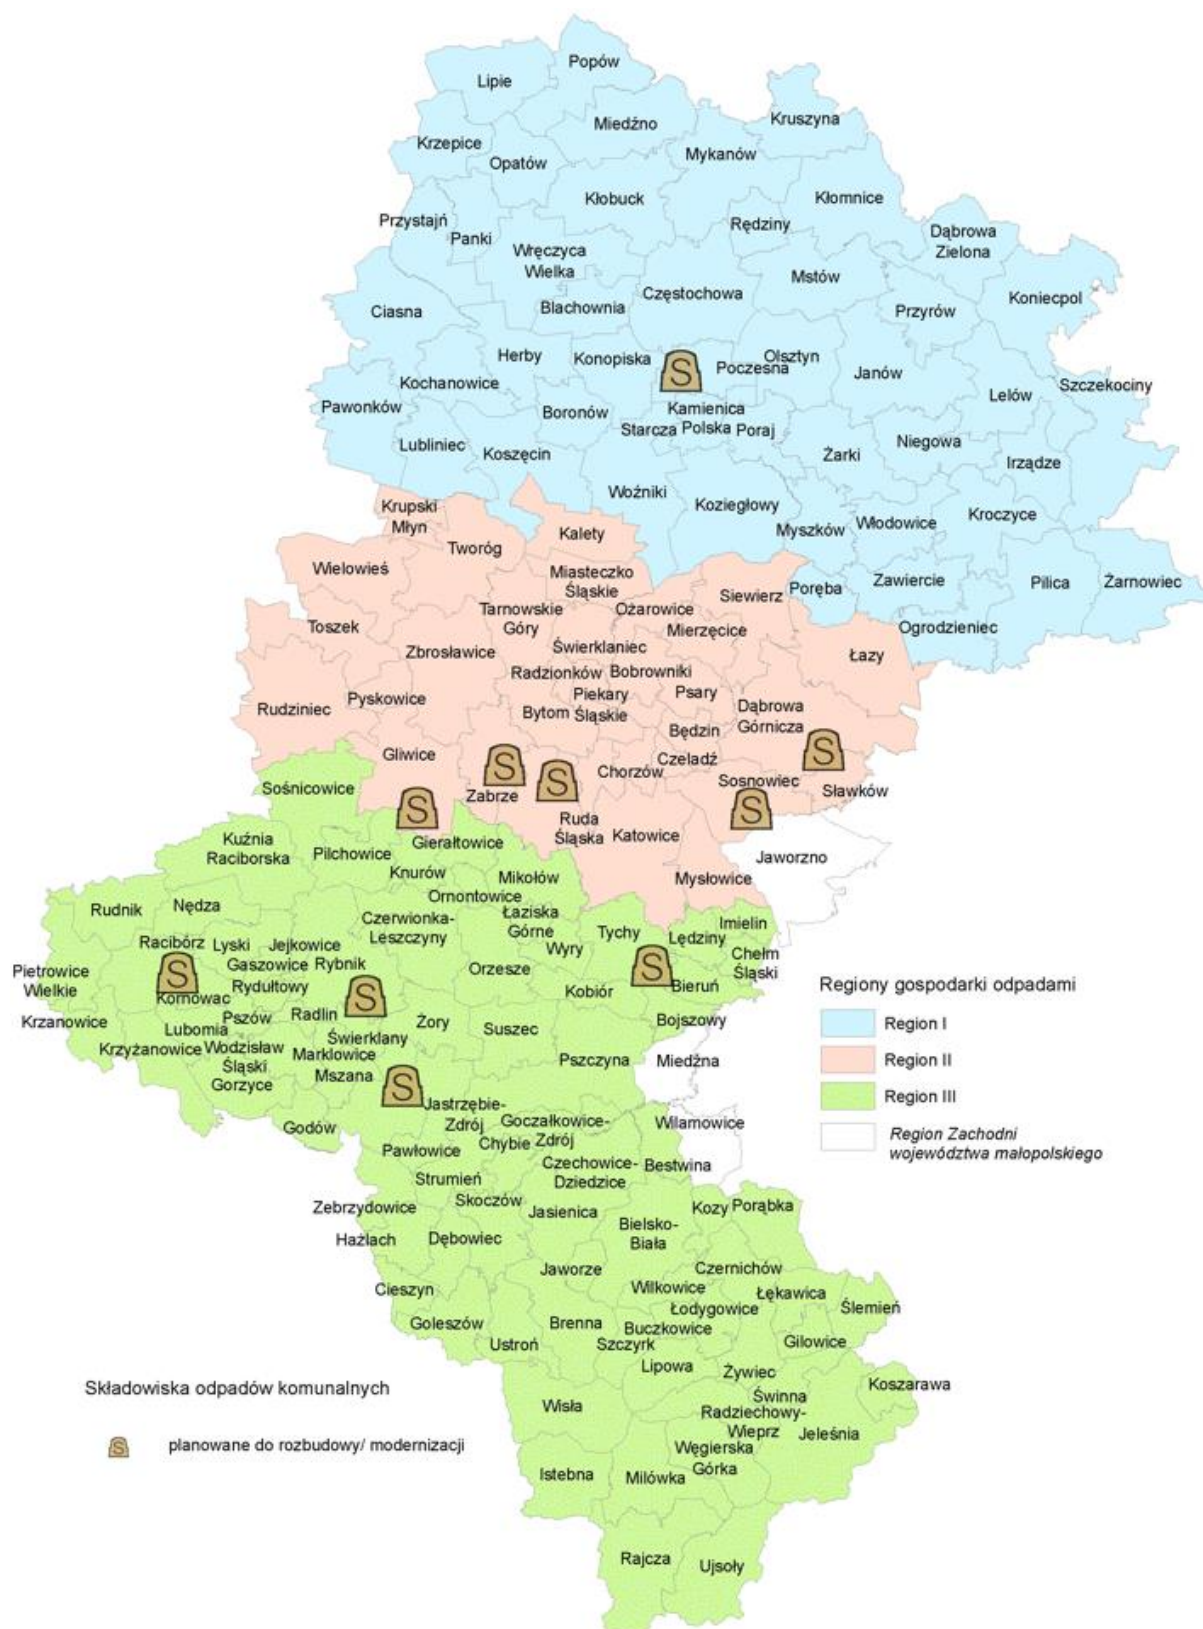 Popów
Lipie
Kruszyna
Miedźno
Krzepice
Mykanów
Opatów
Kłobuck
Kłomnice
Przystajń
Rędziny
Panki
Dąbrowa
Zielona
Wręczyca
Wielka
Mstów
Częstochowa
Koniecpol
Blachownia
Ciasna
Przyrów
Herby
Konopiska
Olsztyn
S
Poczesna
Janów
Kochanowice
Szczekociny
Lelów
Pawonków
Boronów
Kamienica
Polska
Starcza
Poraj
Niegowa
Lubliniec
Koszęcin
Żarki
Irządze
Woźniki
Koziegłowy
Kroczyce
Krupski
Młyn
Myszków
Włodowice
Kalety
Tworóg
Wielowieś
Miasteczko
Śląskie
Zawiercie
Pilica
Żarnowiec
Poręba
Siewierz
Tarnowskie
Góry
Ożarowice
Toszek
Mierzęcice
Ogrodzieniec
Zbrosławice
Świerklaniec
Łazy
Radzionków
Bobrowniki
Pyskowice
Piekary
Śląskie
Psary
Rudziniec
Bytom
Dąbrowa
Górnicza
Będzin
Gliwice
S
Czeladź
S
Chorzów
S
Sosnowiec
Sośnicowice
Zabrze
Sławków
S
S
Ruda
Śląska
Katowice
Kuźnia
Raciborska
Gierałtowice
Pilchowice
Jaworzno
Knurów
Mikołów
Mysłowice
Ornontowice
Rudnik
Nędza
Łaziska
Górne
Czerwionka-
Leszczyny
Imielin
Tychy
Lędziny
Racibórz
Lyski
Jejkowice
Wyry
Chełm
Śląski
Gaszowice
Rybnik
Pietrowice
Wielkie
S
Orzesze
S
Rydułtowy
Kobiór
Bieruń
Regiony gospodarki odpadami
S
Kornowac
Radlin
Pszów
Krzanowice
Żory
Bojszowy
Region I
Lubomia
Suszec
Świerklany
Krzyżanowice
Wodzisław
Śląski
Marklowice
Pszczyna
Miedźna
Region II
Mszana
Gorzyce
S
Region III
Jastrzębie-
Zdrój
Goczałkowice-
Zdrój
Wilamowice
Godów
Region Zachodni
województwa małopolskiego
Chybie
Pawłowice
Czechowice-
Dziedzice
Bestwina
Strumień
Skoczów
Zebrzydowice
Jasienica
Kozy
Porąbka
Bielsko-
Biała
Hażlach
Dębowiec
Jaworze
Czernichów
Cieszyn
Wilkowice
Łękawica
Łodygowice
Ślemień
Goleszów
Brenna
Buczkowice
Ustroń
Szczyrk
Gilowice
Lipowa
Żywiec
Składowiska odpadów komunalnych
Koszarawa
Świnna
Wisła
Radziechowy-
Wieprz
Jeleśnia
S
planowane do rozbudowy/ modernizacji
Węgierska
Górka
Istebna
Milówka
Rajcza
Ujsoły